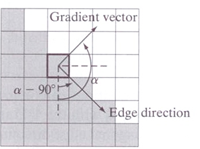 Gradient vector
α
α − 90°
Edge direction